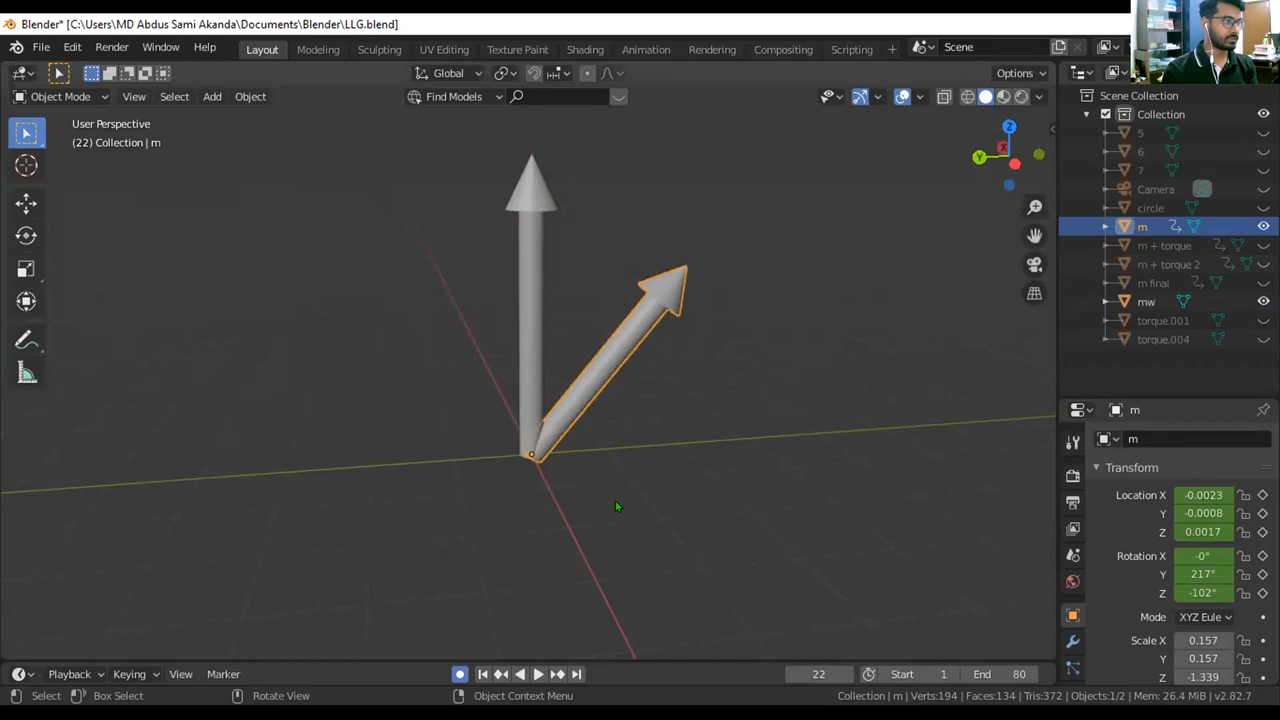 Blender* [C:\Users\MD Abdus Sami Akanda\Documents\Blender\LLG.blend]
File Edit Render Window Help Layout Modeling Sculpting UV Editing Texture Paint Shading Animation Rendering Compositing Scripting + Scene
Global Options
Object Mode View Select Add Object Find Models
Scene Collection
Collection
5
6
7
Camera
circle
m
m + torque
m + torque 2
m final
mw
torque.001
torque.004
User Perspective
(22) Collection | m
Z
Y
X
m
m
Transform
Location X -0.0023
Y -0.0008
Z 0.0017
Rotation X -0°
Y 217°
Z -102°
Mode XYZ Eule
Scale X 0.157
Y 0.157
Z -1.339
Playback Keying View Marker 22 Start 1 End 80
Select Box Select Rotate View Object Context Menu Collection | m | Verts:194 | Faces:134 | Tris:372 | Objects:1/2 | Mem: 26.4 MiB | v2.82.7